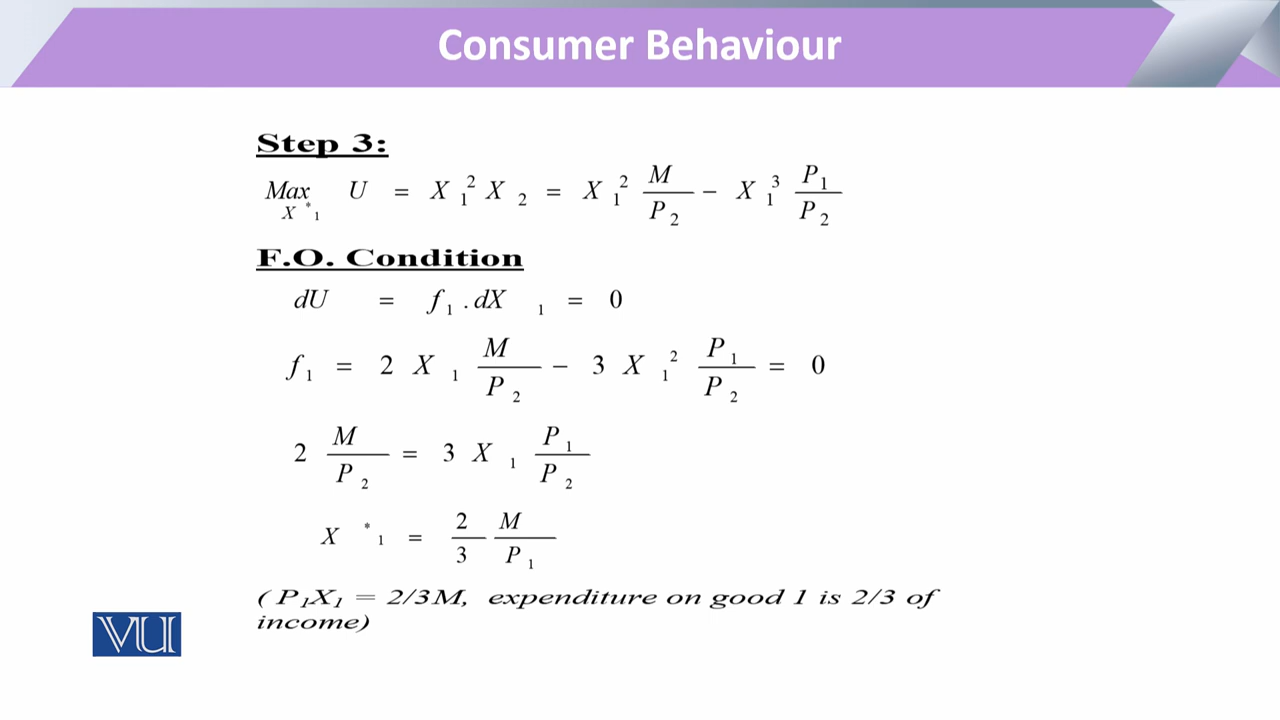 Consumer Behaviour
Step 3:
Max U = X₁² X₂ = X₁² M/P₂ − X₁³ P₁/P₂
X*₁
F.O. Condition
dU = f₁ . dX₁ = 0
f₁ = 2 X₁ M/P₂ − 3 X₁² P₁/P₂ = 0
2 M/P₂ = 3 X₁ P₁/P₂
X*₁ = 2/3 M/P₁
(P₁X₁ = 2/3M, expenditure on good 1 is 2/3 of
income)
VU